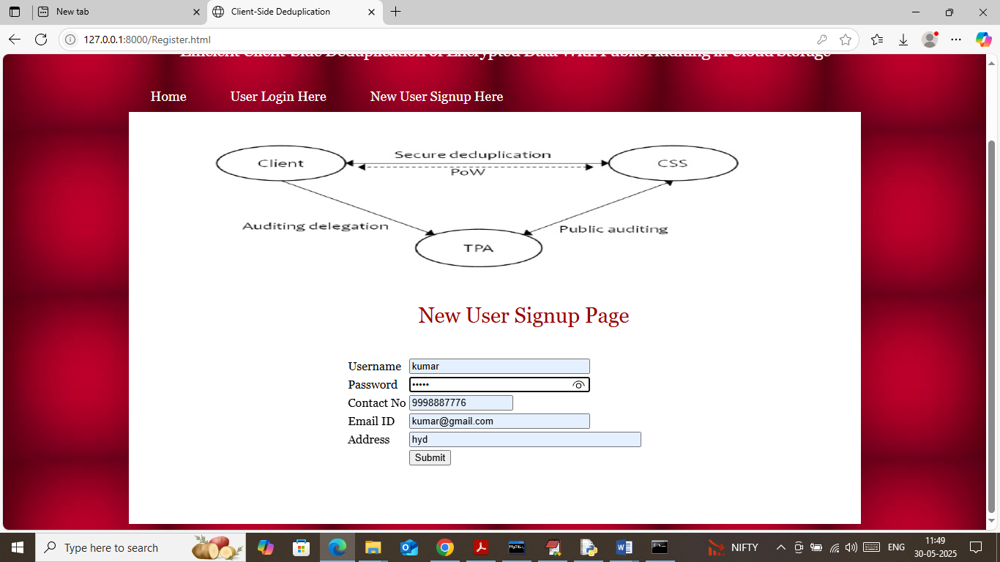 New tab
Client-Side Deduplication
127.0.0.1:8000/Register.html
Efficient Client-Side Deduplication of Encrypted Data With Public Auditing in Cloud Storage
Home User Login Here New User Signup Here
Secure deduplication
Client CSS
PoW
Auditing delegation Public auditing
TPA
New User Signup Page
Username kumar
Password •••••
Contact No 9998887776
Email ID kumar@gmail.com
Address hyd
Submit
Type here to search
NIFTY
ENG
11:49
30-05-2025